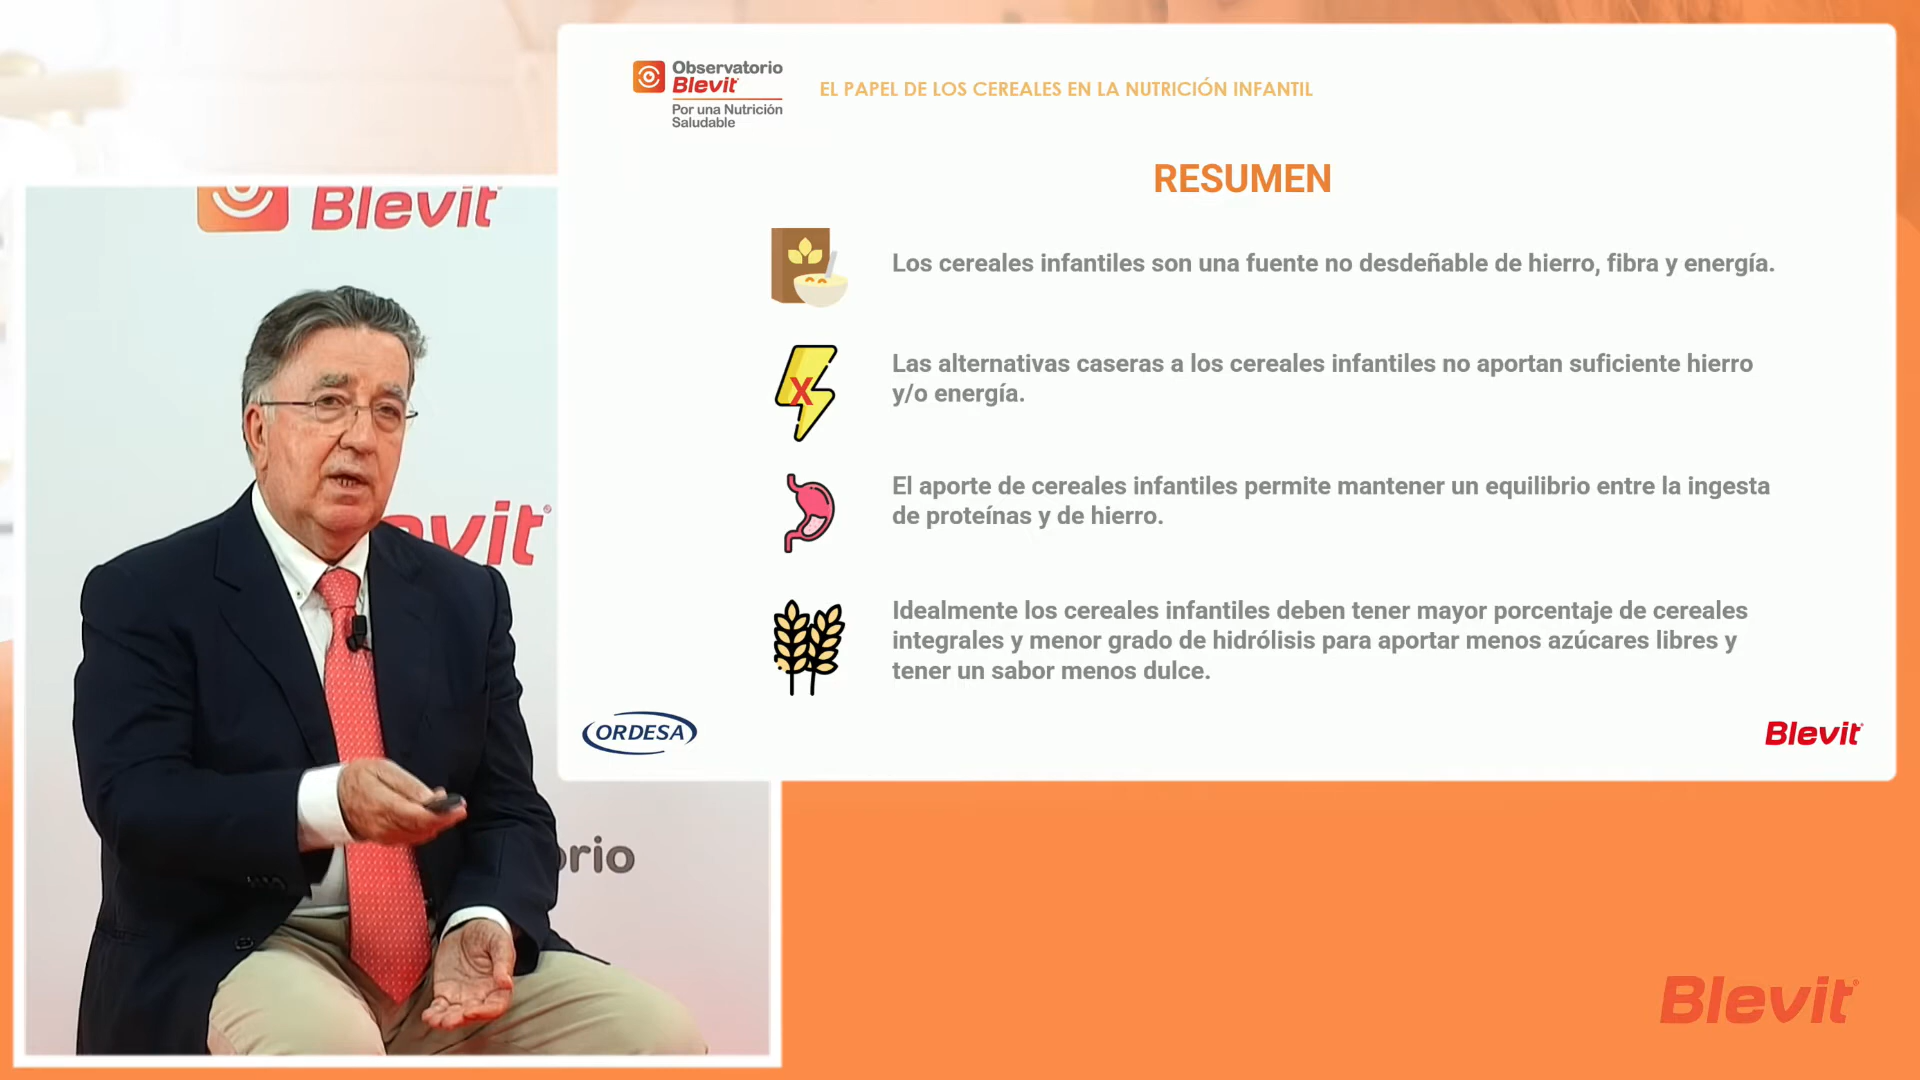 Observatorio
Blevit
Por una Nutrición
Saludable
EL PAPEL DE LOS CEREALES EN LA NUTRICIÓN INFANTIL
RESUMEN
Los cereales infantiles son una fuente no desdeñable de hierro, fibra y energía.
X
Las alternativas caseras a los cereales infantiles no aportan suficiente hierro
y/o energía.
El aporte de cereales infantiles permite mantener un equilibrio entre la ingesta
de proteínas y de hierro.
Idealmente los cereales infantiles deben tener mayor porcentaje de cereales
integrales y menor grado de hidrólisis para aportar menos azúcares libres y
tener un sabor menos dulce.
ORDESA
Blevit
Blevit
evit
orio
Blevit